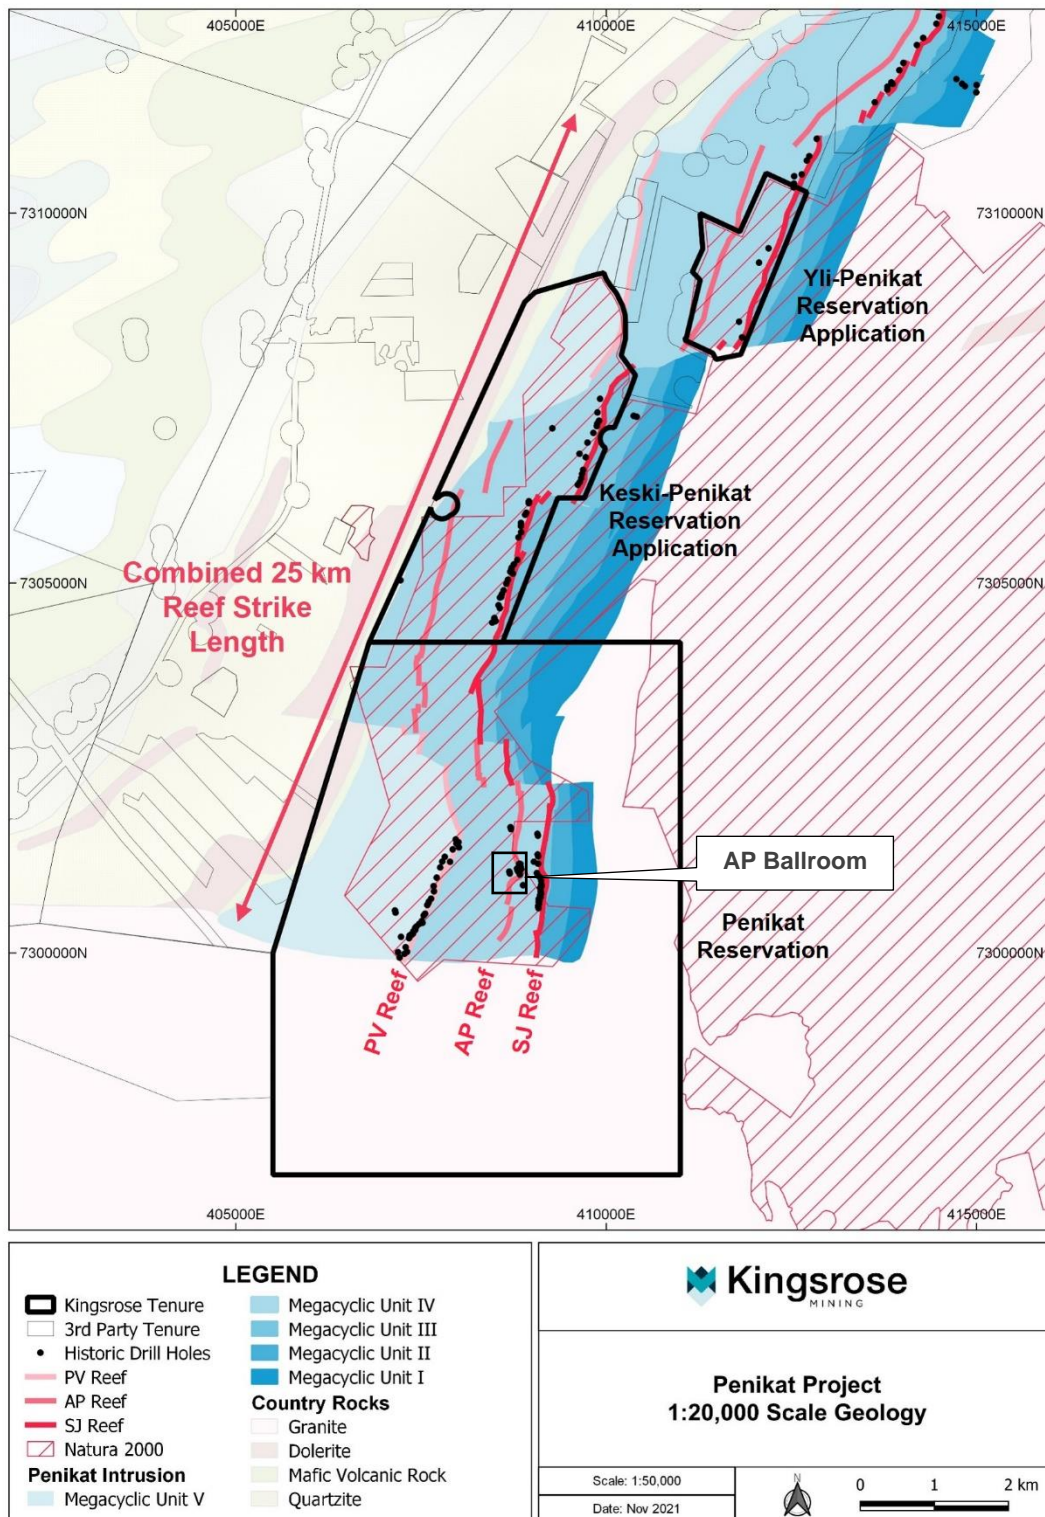 405000E
410000E
415000E
7310000N
7310000N
Yli-Penikat
Reservation
Application
Keski-Penikat
Reservation
Application
7305000N
7305000N
Combined 25 km
Reef Strike
Length
AP Ballroom
Penikat
Reservation
7300000N
7300000N
PV Reef
AP Reef
SJ Reef
405000E
410000E
415000E
LEGEND
Kingsrose Tenure
3rd Party Tenure
Historic Drill Holes
PV Reef
AP Reef
SJ Reef
Natura 2000
Penikat Intrusion
Megacyclic Unit V
Megacyclic Unit IV
Megacyclic Unit III
Megacyclic Unit II
Megacyclic Unit I
Country Rocks
Granite
Dolerite
Mafic Volcanic Rock
Quartzite
Kingsrose
MINING
Penikat Project
1:20,000 Scale Geology
Scale: 1:50,000
Date: Nov 2021
N
0 1 2 km